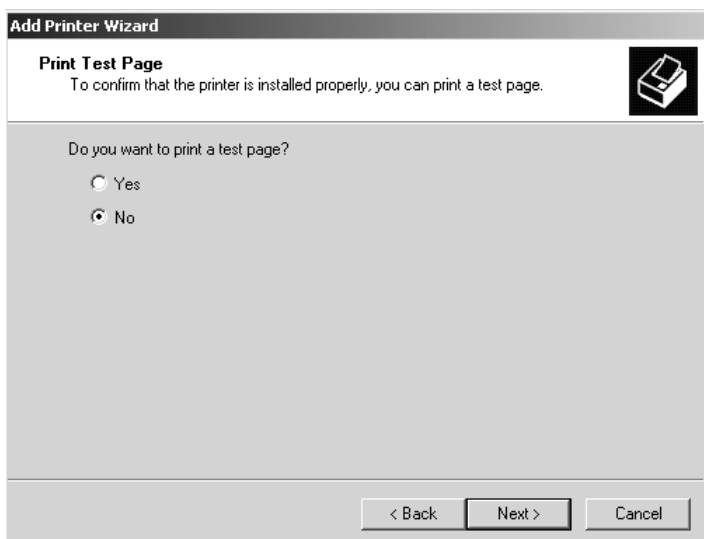 Add Printer Wizard
Print Test Page
To confirm that the printer is installed properly, you can print a test page.
Do you want to print a test page?
Yes
No
< Back Next > Cancel